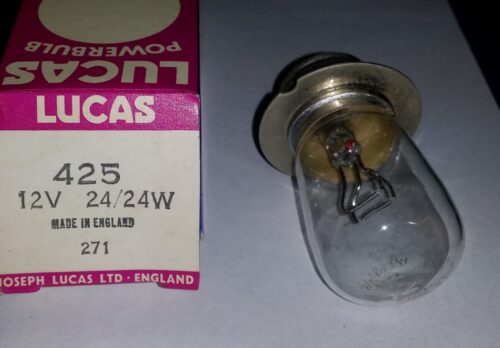 LUCAS
POWERBULB
LUCAS
425
12V 24/24W
MADE IN ENGLAND
271
JOSEPH LUCAS LTD · ENGLAND